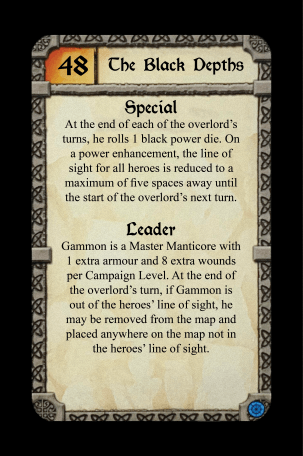 48 The Black Depths
Special
At the end of each of the overlord's
turns, he rolls 1 black power die. On
a power enhancement, the line of
sight for all heroes is reduced to a
maximum of five spaces away until
the start of the overlord's next turn.
Leader
Gammon is a Master Manticore with
1 extra armour and 8 extra wounds
per Campaign Level. At the end of
the overlord's turn, if Gammon is
out of the heroes' line of sight, he
may be removed from the map and
placed anywhere on the map not in
the heroes' line of sight.